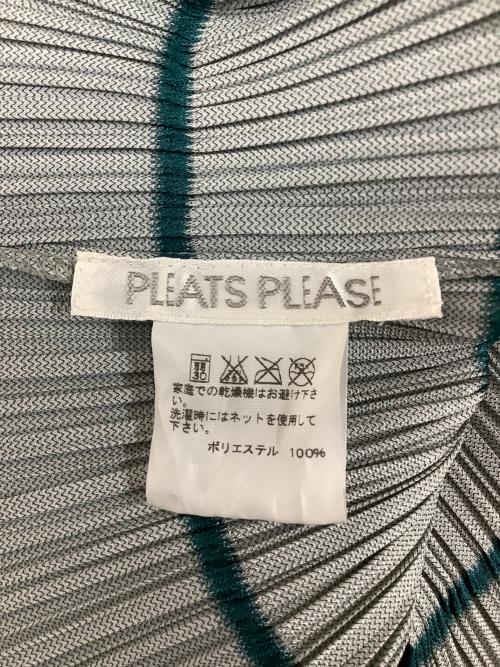 PLEATS PLEASE
弱
30
家庭での乾燥機はお避け下さ
い。
洗濯時にはネットを使用して
下さい。
ポリエステル 100%